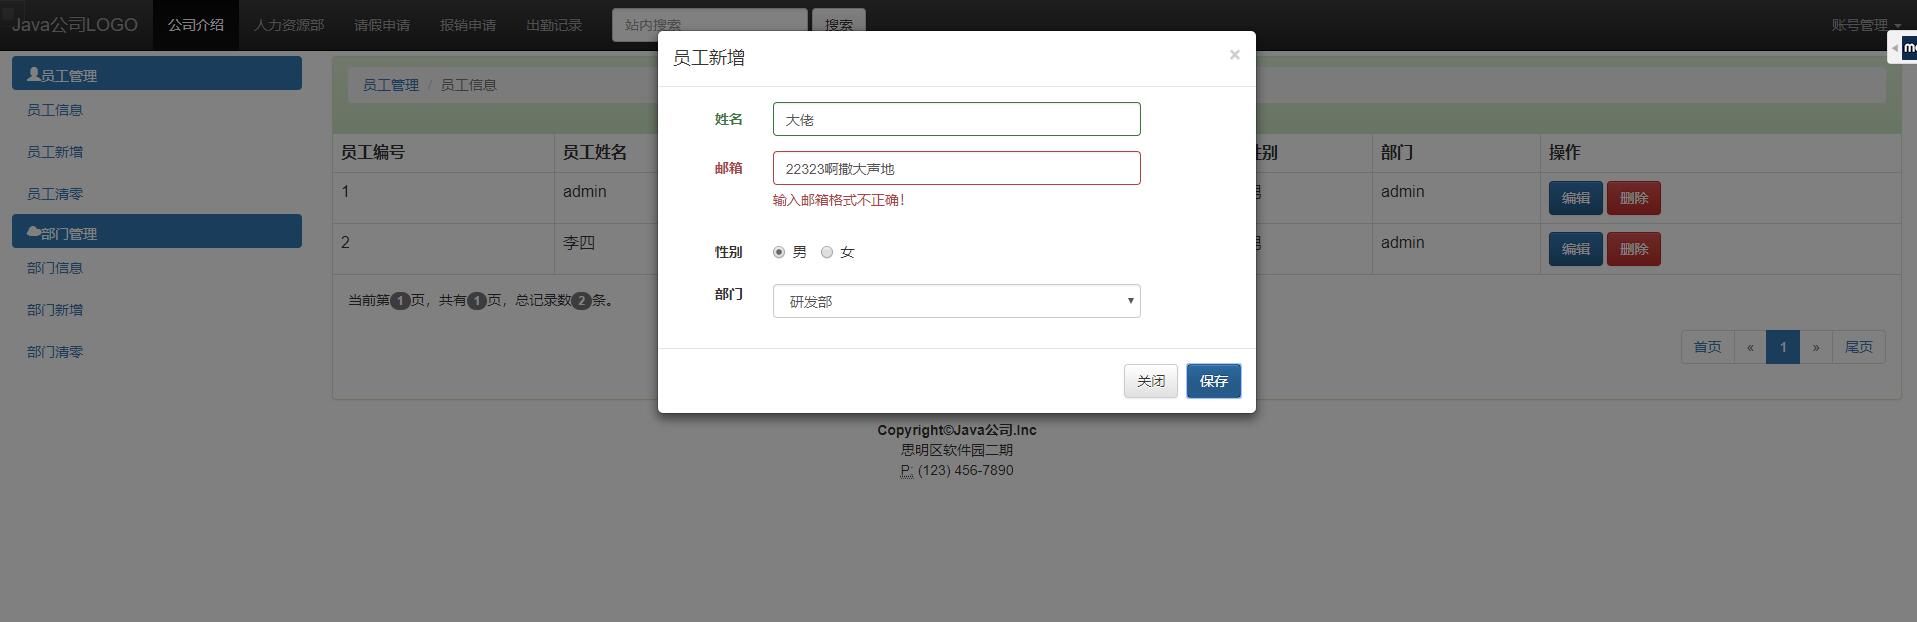 Java公司LOGO 公司介绍 人力资源部 请假申请 报销申请 出勤记录 站内搜索 搜索 账号管理
员工管理
员工信息
员工新增
员工清零
部门管理
部门信息
部门新增
部门清零
员工管理 / 员工信息
员工编号 员工姓名 部门 操作
1 admin admin 编辑 删除
2 李四 admin 编辑 删除
当前第1页，共有1页，总记录数2条。
首页 « 1 » 尾页
员工新增 ×
姓名 大佬
邮箱 22323啊撒大声地
输入邮箱格式不正确!
性别 男 女
部门 研发部
关闭 保存
Copyright©Java公司.Inc
思明区软件园二期
P: (123) 456-7890